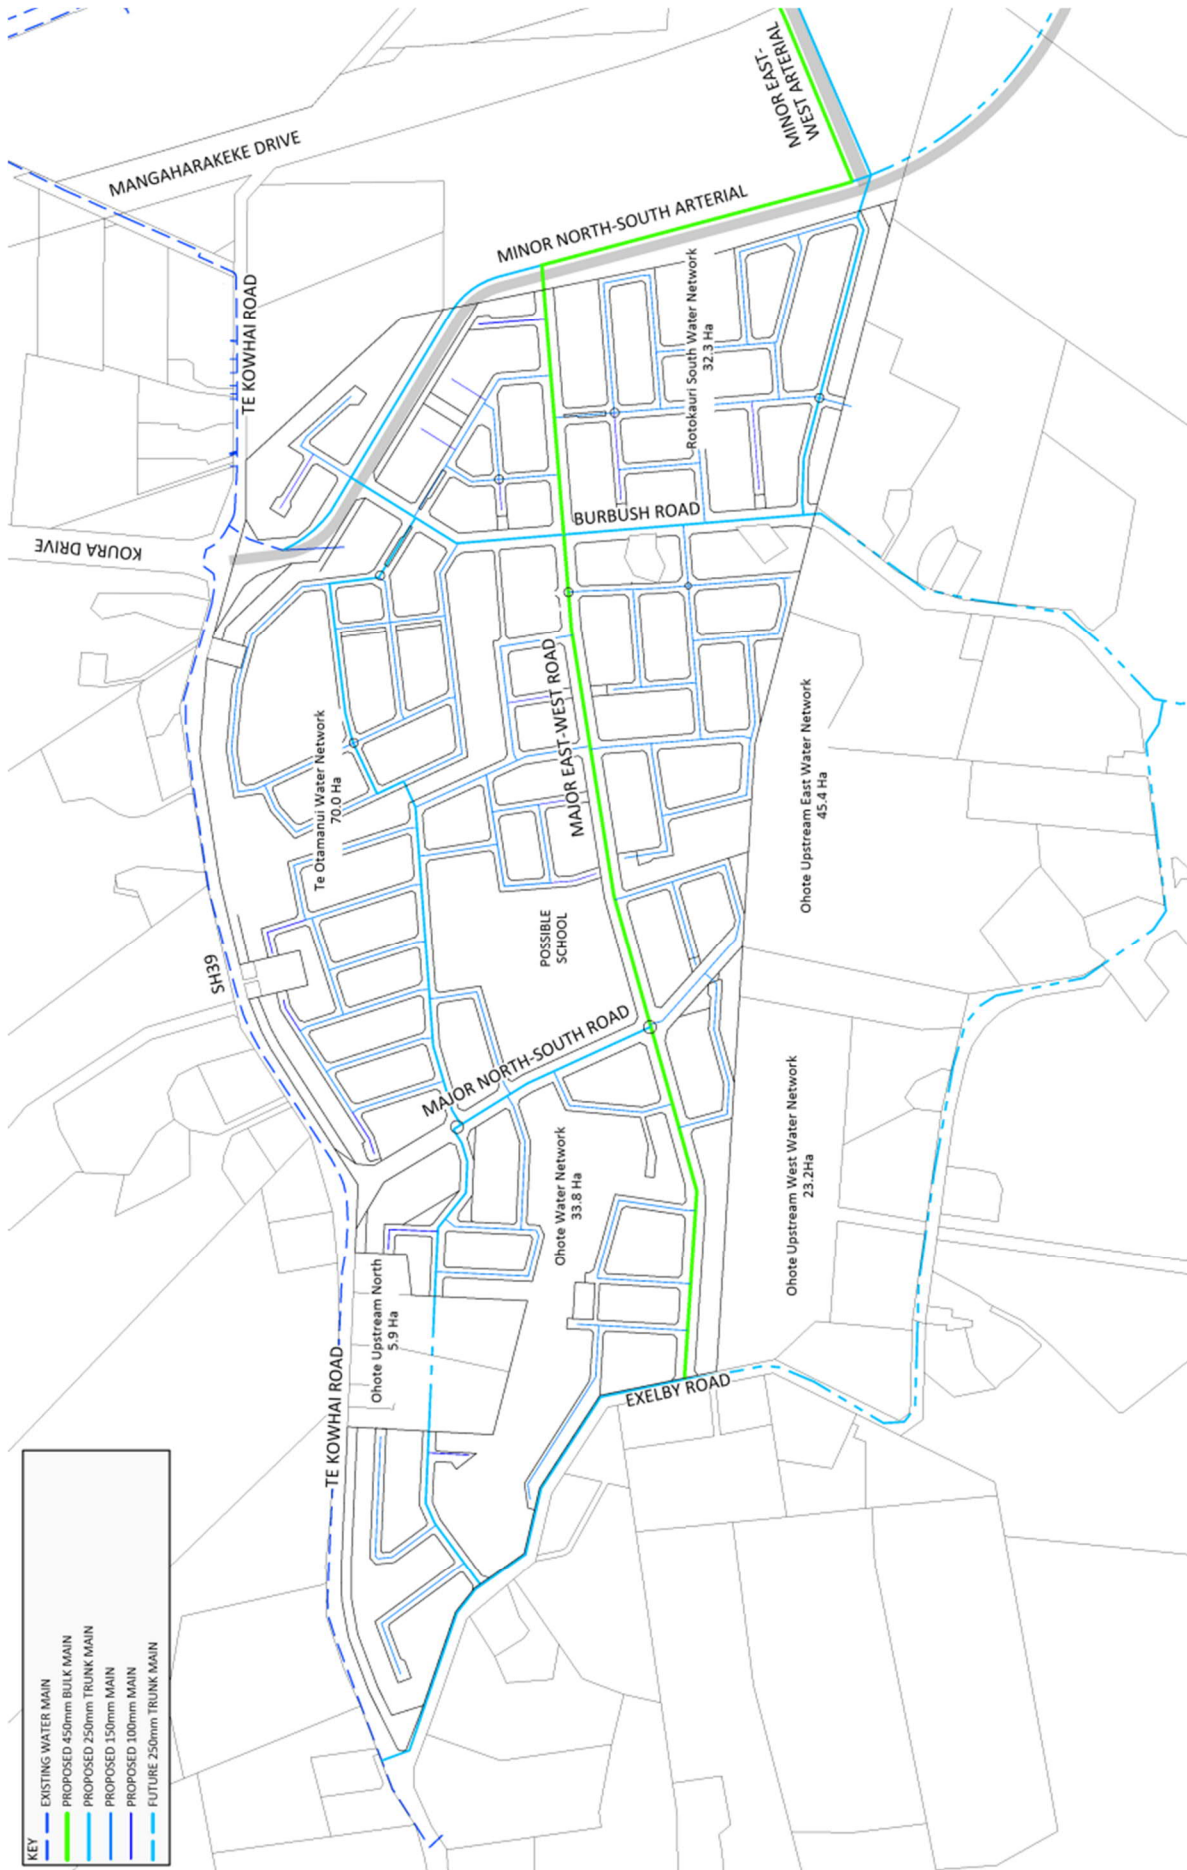 KEY
EXISTING WATER MAIN
PROPOSED 450mm BULK MAIN
PROPOSED 250mm TRUNK MAIN
PROPOSED 150mm MAIN
PROPOSED 100mm MAIN
FUTURE 250mm TRUNK MAIN
TE KOWHAI ROAD
SH39
KOURA DRIVE
TE KOWHAI ROAD
MANGAHARAKEKE DRIVE
Ohote Upstream North
5.9 Ha
Te Otamanui Water Network
70.0 Ha
MINOR NORTH-SOUTH ARTERIAL
MINOR EAST-
WEST ARTERIAL
MAJOR NORTH-SOUTH ROAD
POSSIBLE
SCHOOL
MAJOR EAST-WEST ROAD
BURBUSH ROAD
Rotokauri South Water Network
32.3 Ha
Ohote Water Network
33.8 Ha
EXELBY ROAD
Ohote Upstream West Water Network
23.2Ha
Ohote Upstream East Water Network
45.4 Ha